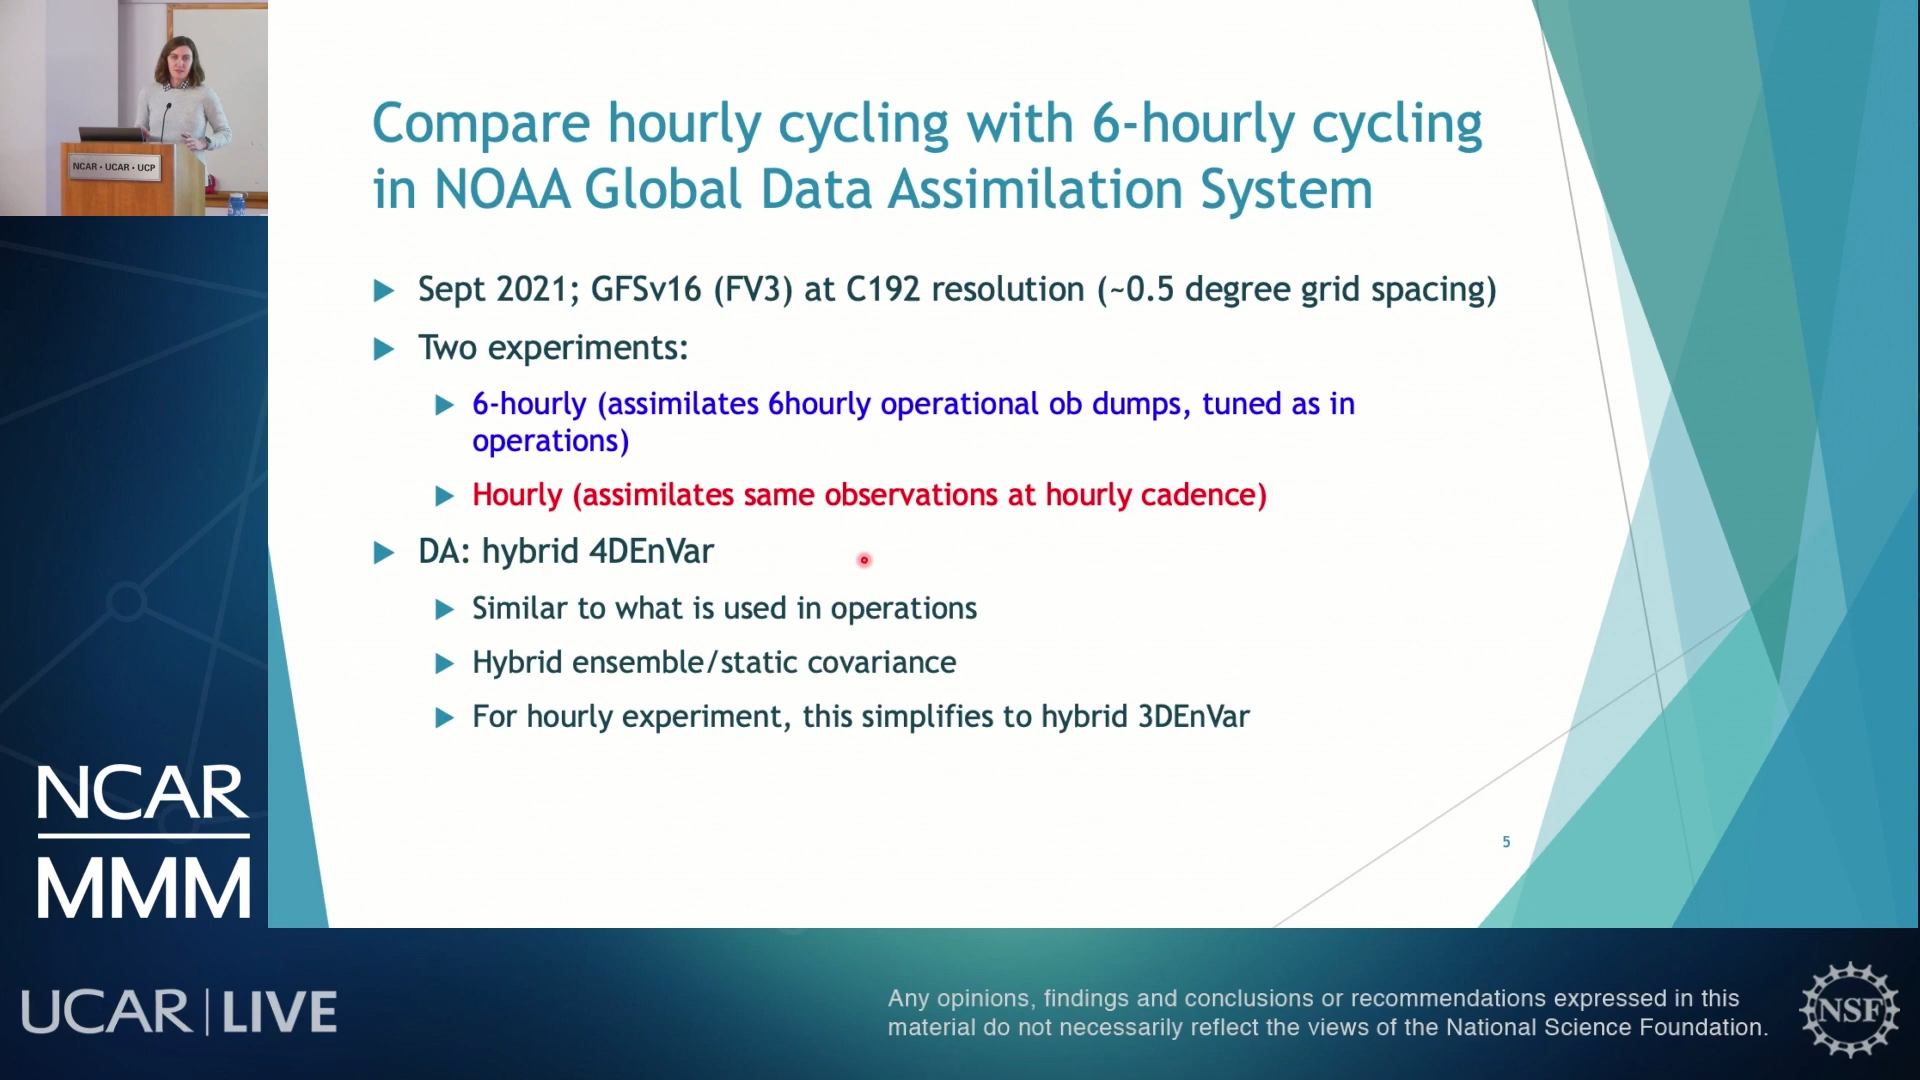 NCAR • UCAR • UCP
Compare hourly cycling with 6-hourly cycling
in NOAA Global Data Assimilation System
Sept 2021; GFSv16 (FV3) at C192 resolution (~0.5 degree grid spacing)
Two experiments:
6-hourly (assimilates 6hourly operational ob dumps, tuned as in
operations)
Hourly (assimilates same observations at hourly cadence)
DA: hybrid 4DEnVar
Similar to what is used in operations
Hybrid ensemble/static covariance
For hourly experiment, this simplifies to hybrid 3DEnVar
5
NCAR
MMM
UCAR | LIVE
Any opinions, findings and conclusions or recommendations expressed in this
material do not necessarily reflect the views of the National Science Foundation.
NSF